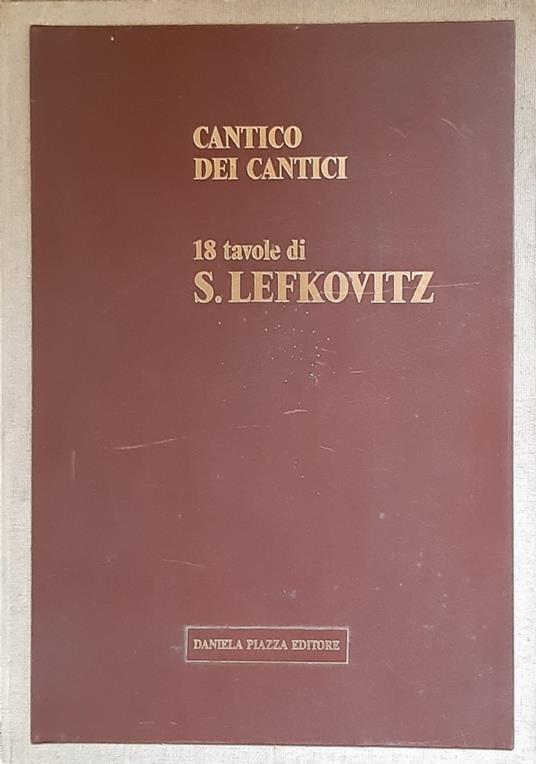 CANTICO
DEI CANTICI
18 tavole di
S. LEFKOVITZ
DANIELA PIAZZA EDITORE